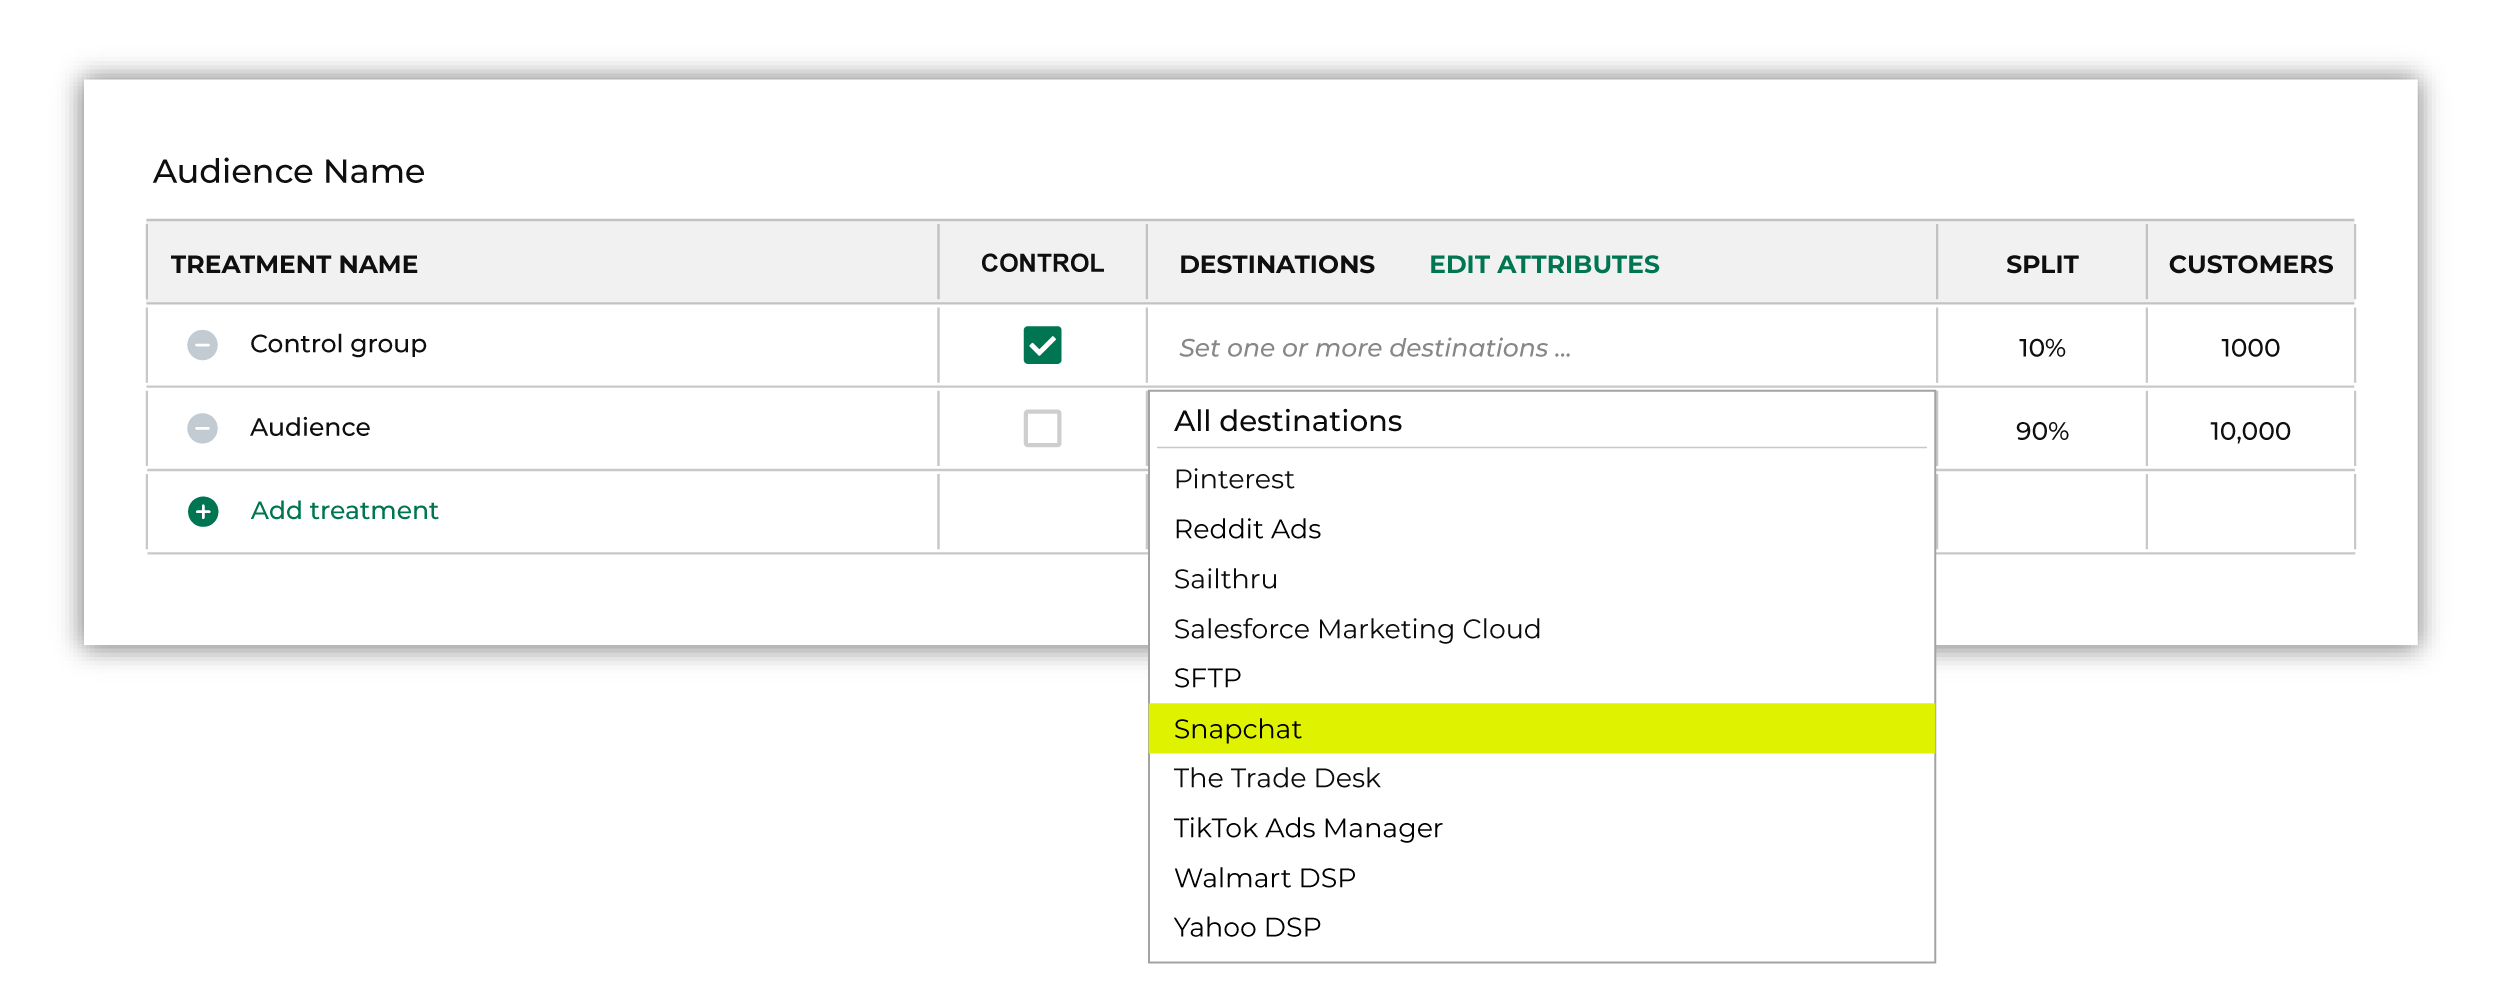 Audience Name
TREATMENT NAME CONTROL DESTINATIONS EDIT ATTRIBUTES SPLIT CUSTOMERS
Control group Set one or more destinations ... 10% 1000
Audience 90% 10,000
Add treatment
All destinations
Pinterest
Reddit Ads
Sailthru
Salesforce Marketing Cloud
SFTP
Snapchat
The Trade Desk
TikTok Ads Manager
Walmart DSP
Yahoo DSP